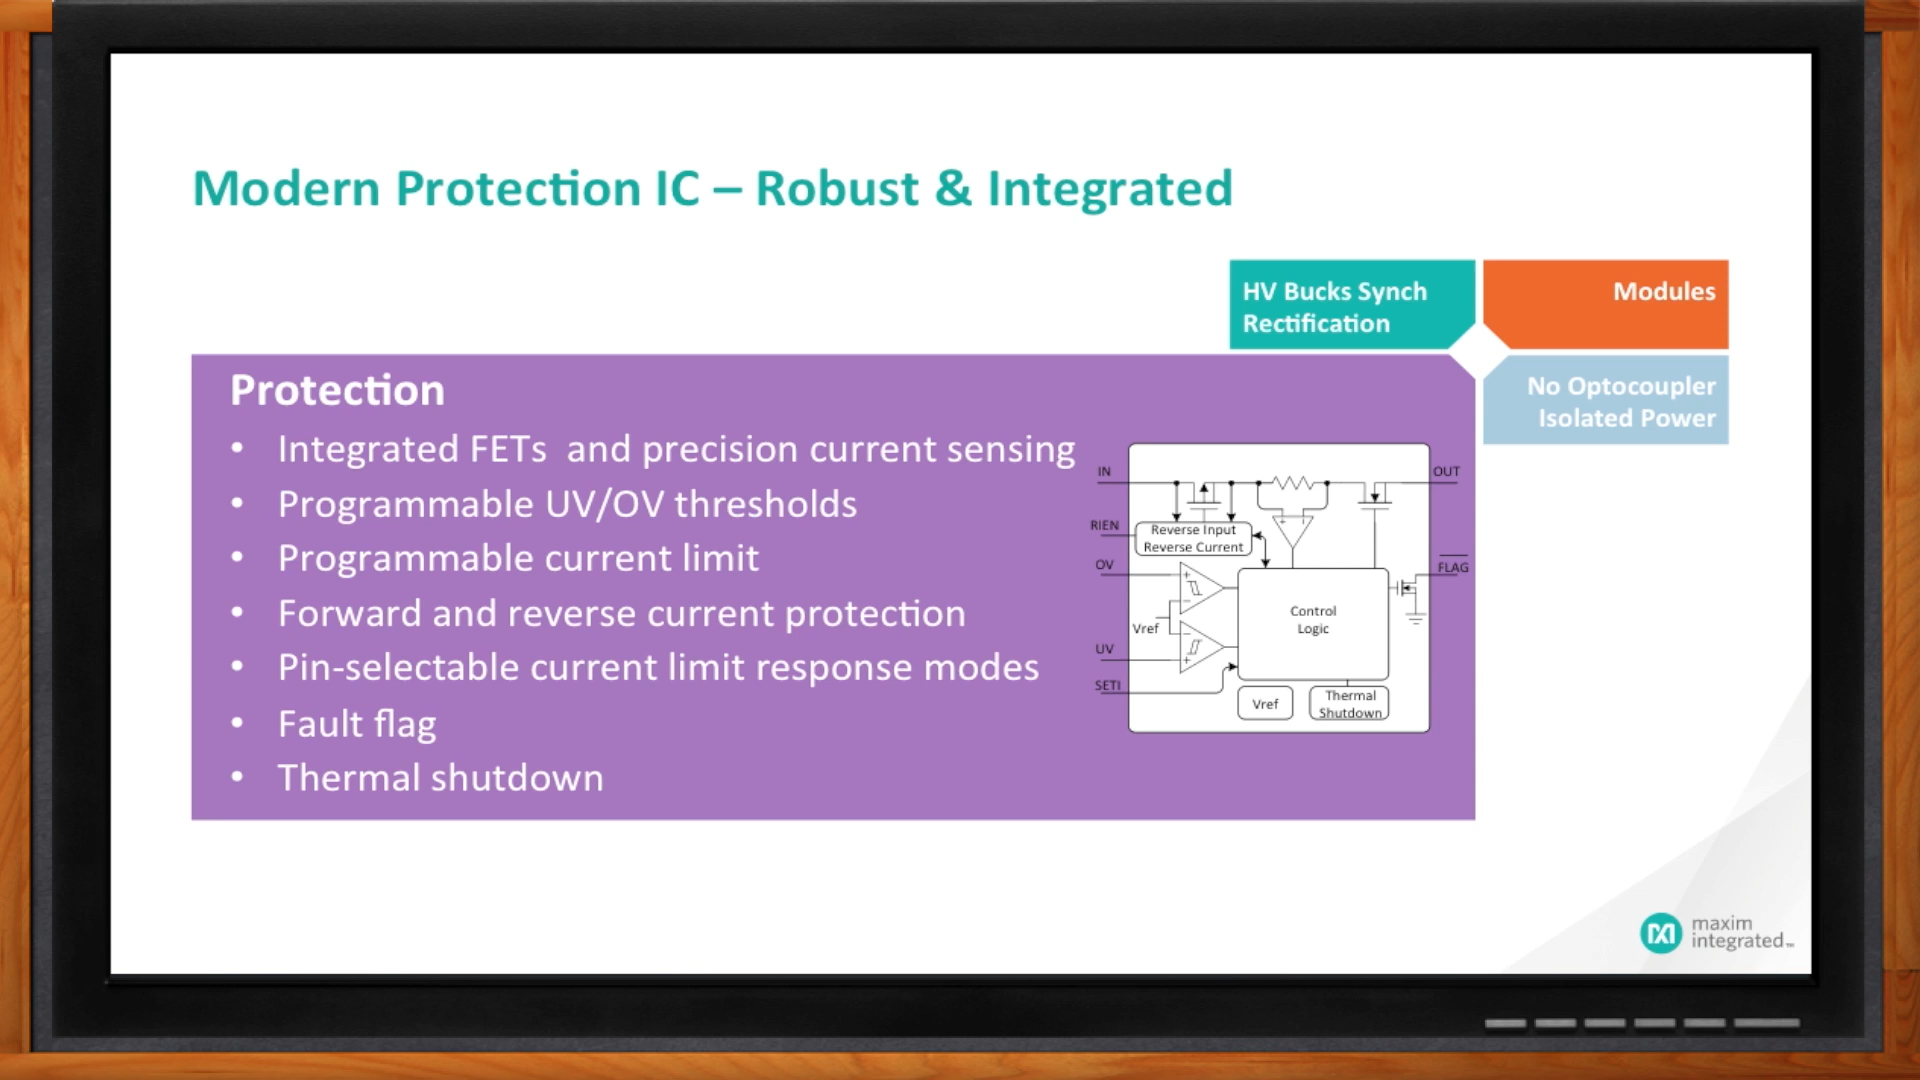 Modern Protection IC – Robust & Integrated
HV Bucks Synch
Rectification
Modules
No Optocoupler
Isolated Power
Protection
• Integrated FETs  and precision current sensing
• Programmable UV/OV thresholds
• Programmable current limit
• Forward and reverse current protection
• Pin-selectable current limit response modes
• Fault flag
• Thermal shutdown
IN
OUT
RIEN
Reverse Input
Reverse Current
OV
FLAG
Control
Logic
Vref
UV
SETI
Vref
Thermal
Shutdown
maxim
integrated™